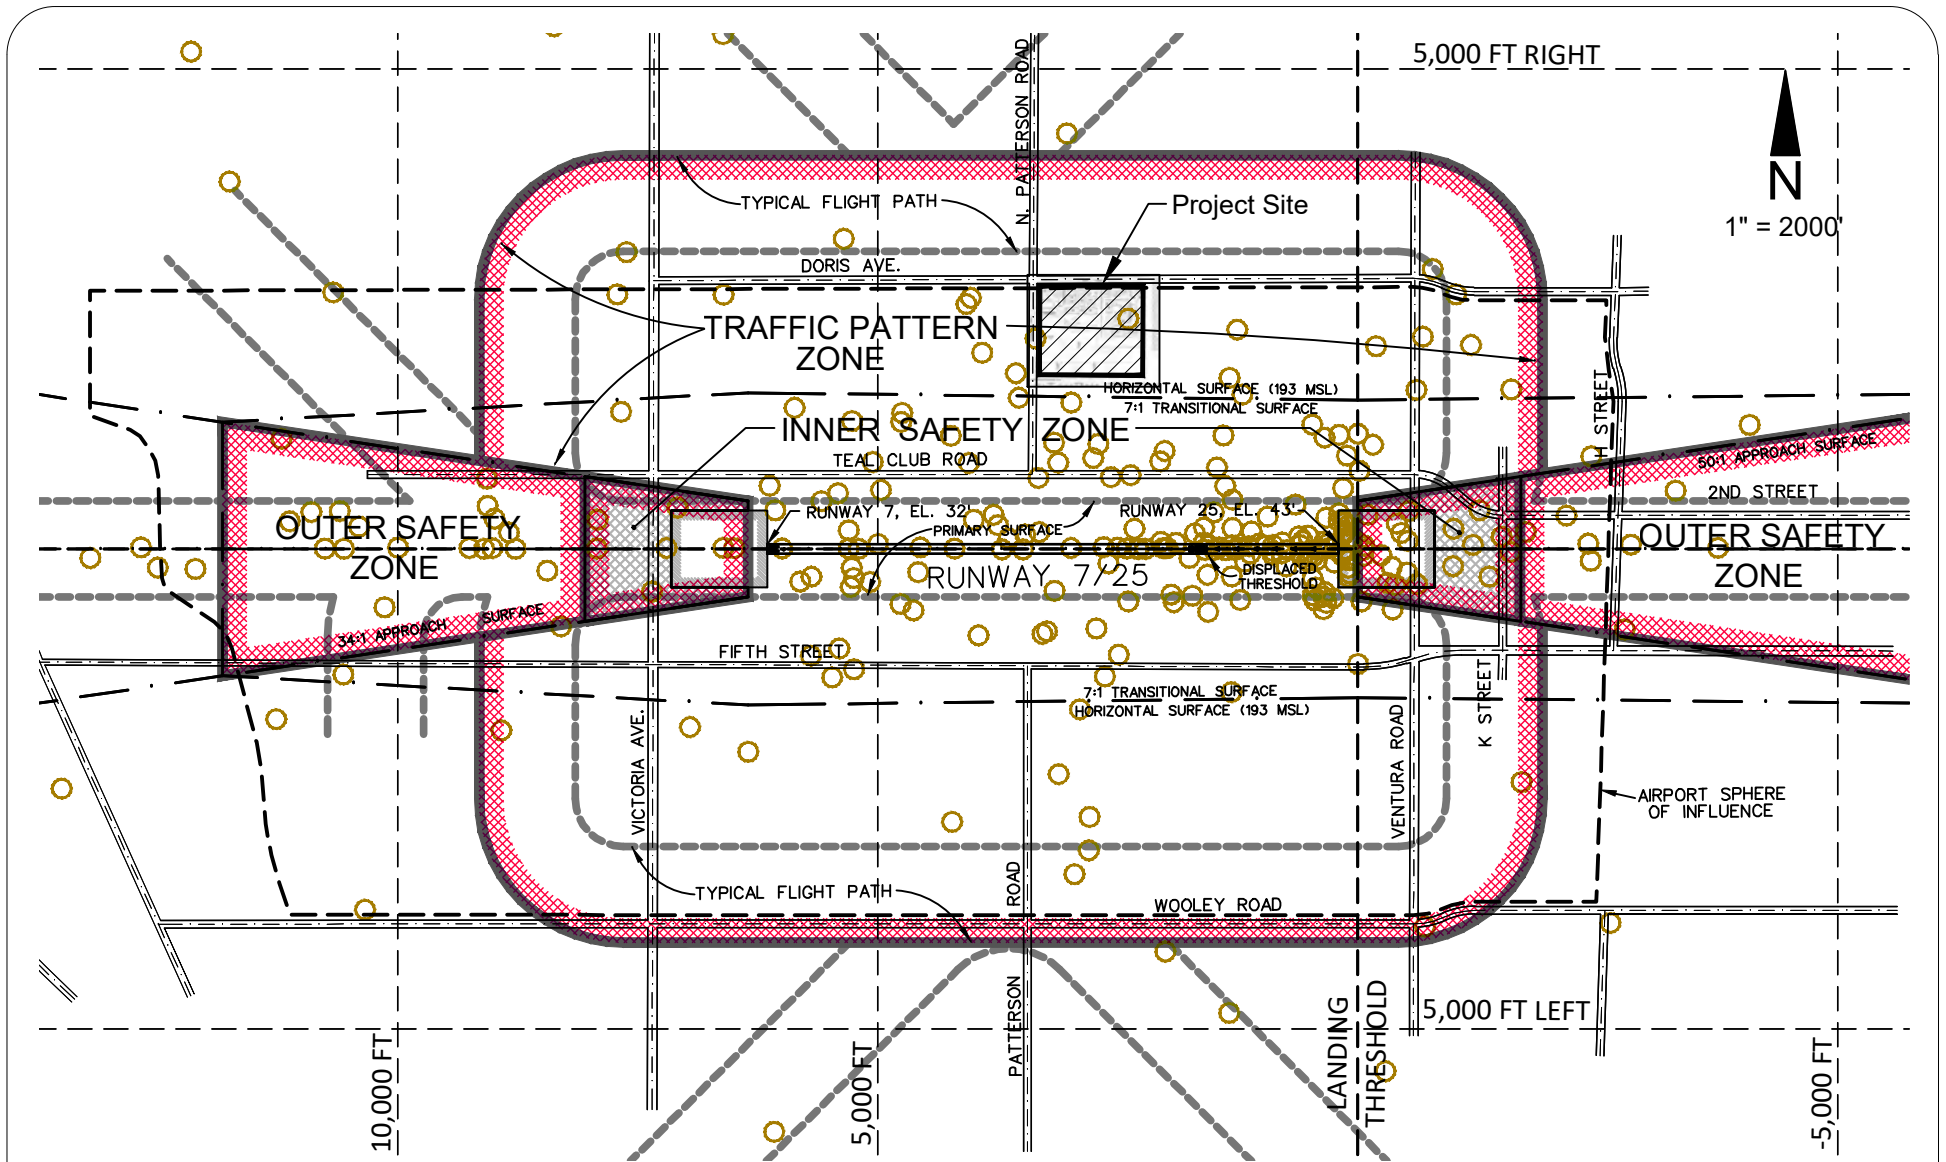 5,000 FT RIGHT
N. PATTERSON ROAD
N
1" = 2000'
TYPICAL FLIGHT PATH
Project Site
DORIS AVE.
TRAFFIC PATTERN
ZONE
HORIZONTAL SURFACE (193 MSL)
7:1 TRANSITIONAL SURFACE
H STREET
INNER SAFETY ZONE
TEAL CLUB ROAD
50:1 APPROACH SURFACE
2ND STREET
RUNWAY 7, EL. 32'
RUNWAY 25, EL. 43'
PRIMARY SURFACE
OUTER SAFETY
ZONE
OUTER SAFETY
ZONE
RUNWAY 7/25
DISPLACED
THRESHOLD
34:1 APPROACH SURFACE
FIFTH STREET
7:1 TRANSITIONAL SURFACE
HORIZONTAL SURFACE (193 MSL)
VICTORIA AVE.
VENTURA ROAD
K STREET
AIRPORT SPHERE
OF INFLUENCE
TYPICAL FLIGHT PATH
WOOLEY ROAD
PATTERSON ROAD
5,000 FT LEFT
10,000 FT
5,000 FT
LANDING
THRESHOLD
-5,000 FT